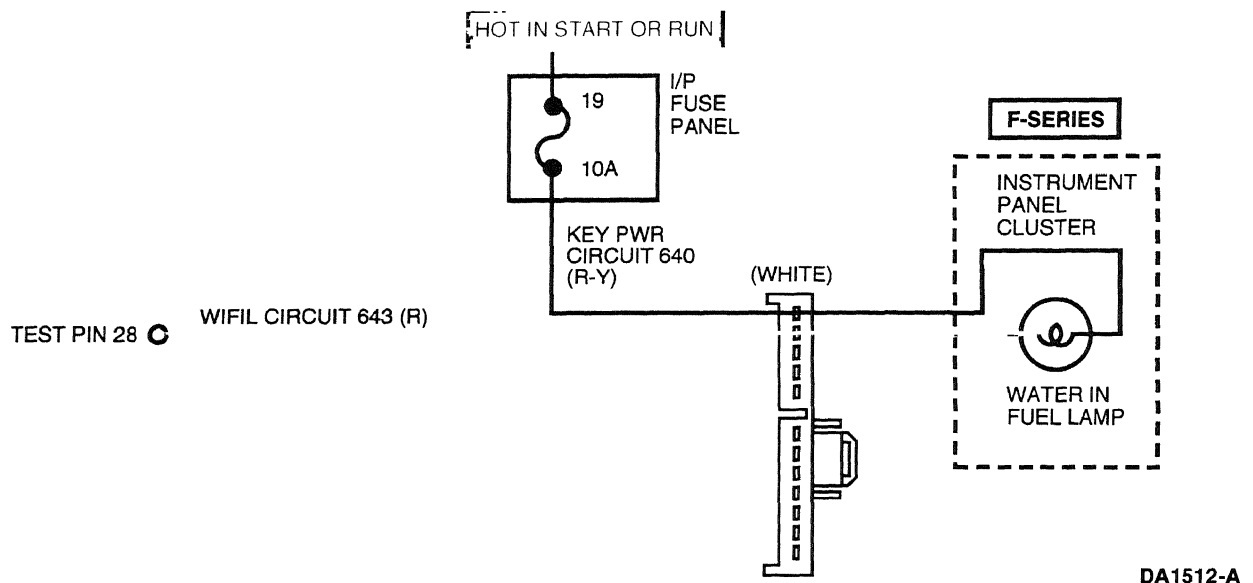 HOT IN START OR RUN
19
10A
I/P
FUSE
PANEL
F-SERIES
INSTRUMENT
PANEL
CLUSTER
KEY PWR
CIRCUIT 640
(R-Y)
(WHITE)
WIFIL CIRCUIT 643 (R)
TEST PIN 28
WATER IN
FUEL LAMP
DA1512-A